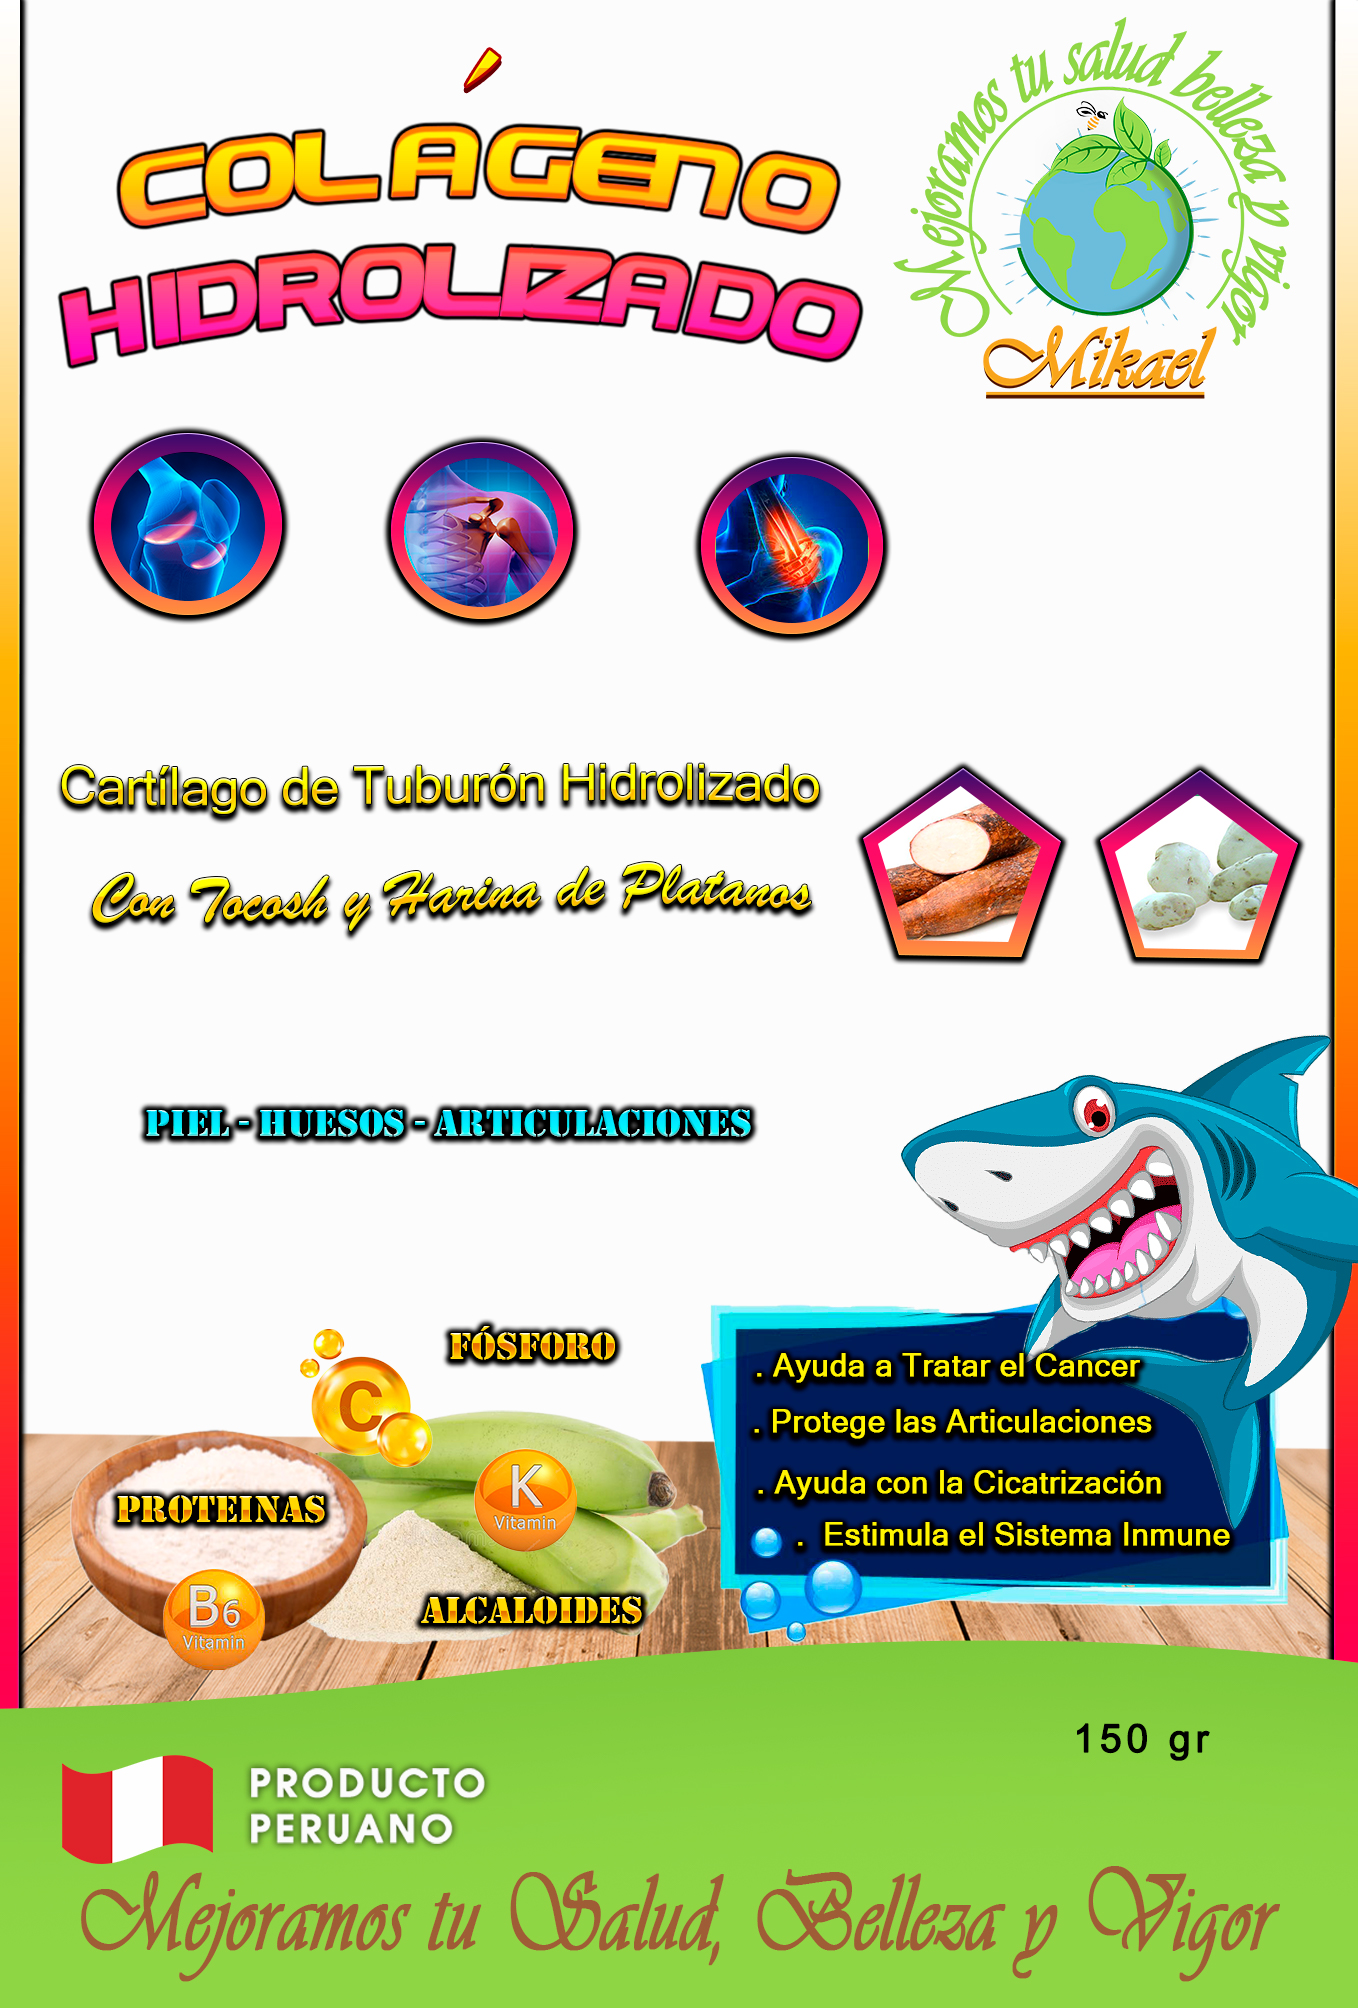 COLÁGENO
HIDROLIZADO
Mejoramos tu salud belleza y vigor
Mikael
Cartílago de Tuburón Hidrolizado
Con Tocosh y Harina de Platanos
PIEL - HUESOS - ARTICULACIONES
FÓSFORO
C
. Ayuda a Tratar el Cancer
. Protege las Articulaciones
. Ayuda con la Cicatrización
. Estimula el Sistema Inmune
PROTEINAS
K
Vitamin
B6
Vitamin
ALCALOIDES
150 gr
PRODUCTO
PERUANO
Mejoramos tu Salud, Belleza y Vigor